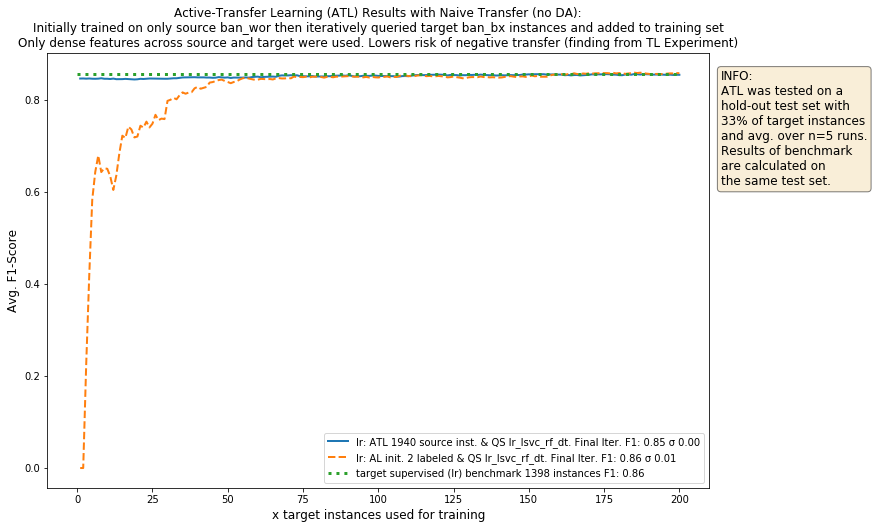 Active-Transfer Learning (ATL) Results with Naive Transfer (no DA):
Initially trained on only source ban_wor then iteratively queried target ban_bx instances and added to training set
Only dense features across source and target were used. Lowers risk of negative transfer (finding from TL Experiment)
INFO:
ATL was tested on a
hold-out test set with
33% of target instances
and avg. over n=5 runs.
Results of benchmark
are calculated on
the same test set.
Avg. F1-Score
0.8
0.6
0.4
0.2
0.0
lr: ATL 1940 source inst. & QS lr_lsvc_rf_dt. Final Iter. F1: 0.85 σ 0.00
lr: AL init. 2 labeled & QS lr_lsvc_rf_dt. Final Iter. F1: 0.86 σ 0.01
target supervised (lr) benchmark 1398 instances F1: 0.86
0 25 50 75 100 125 150 175 200
x target instances used for training